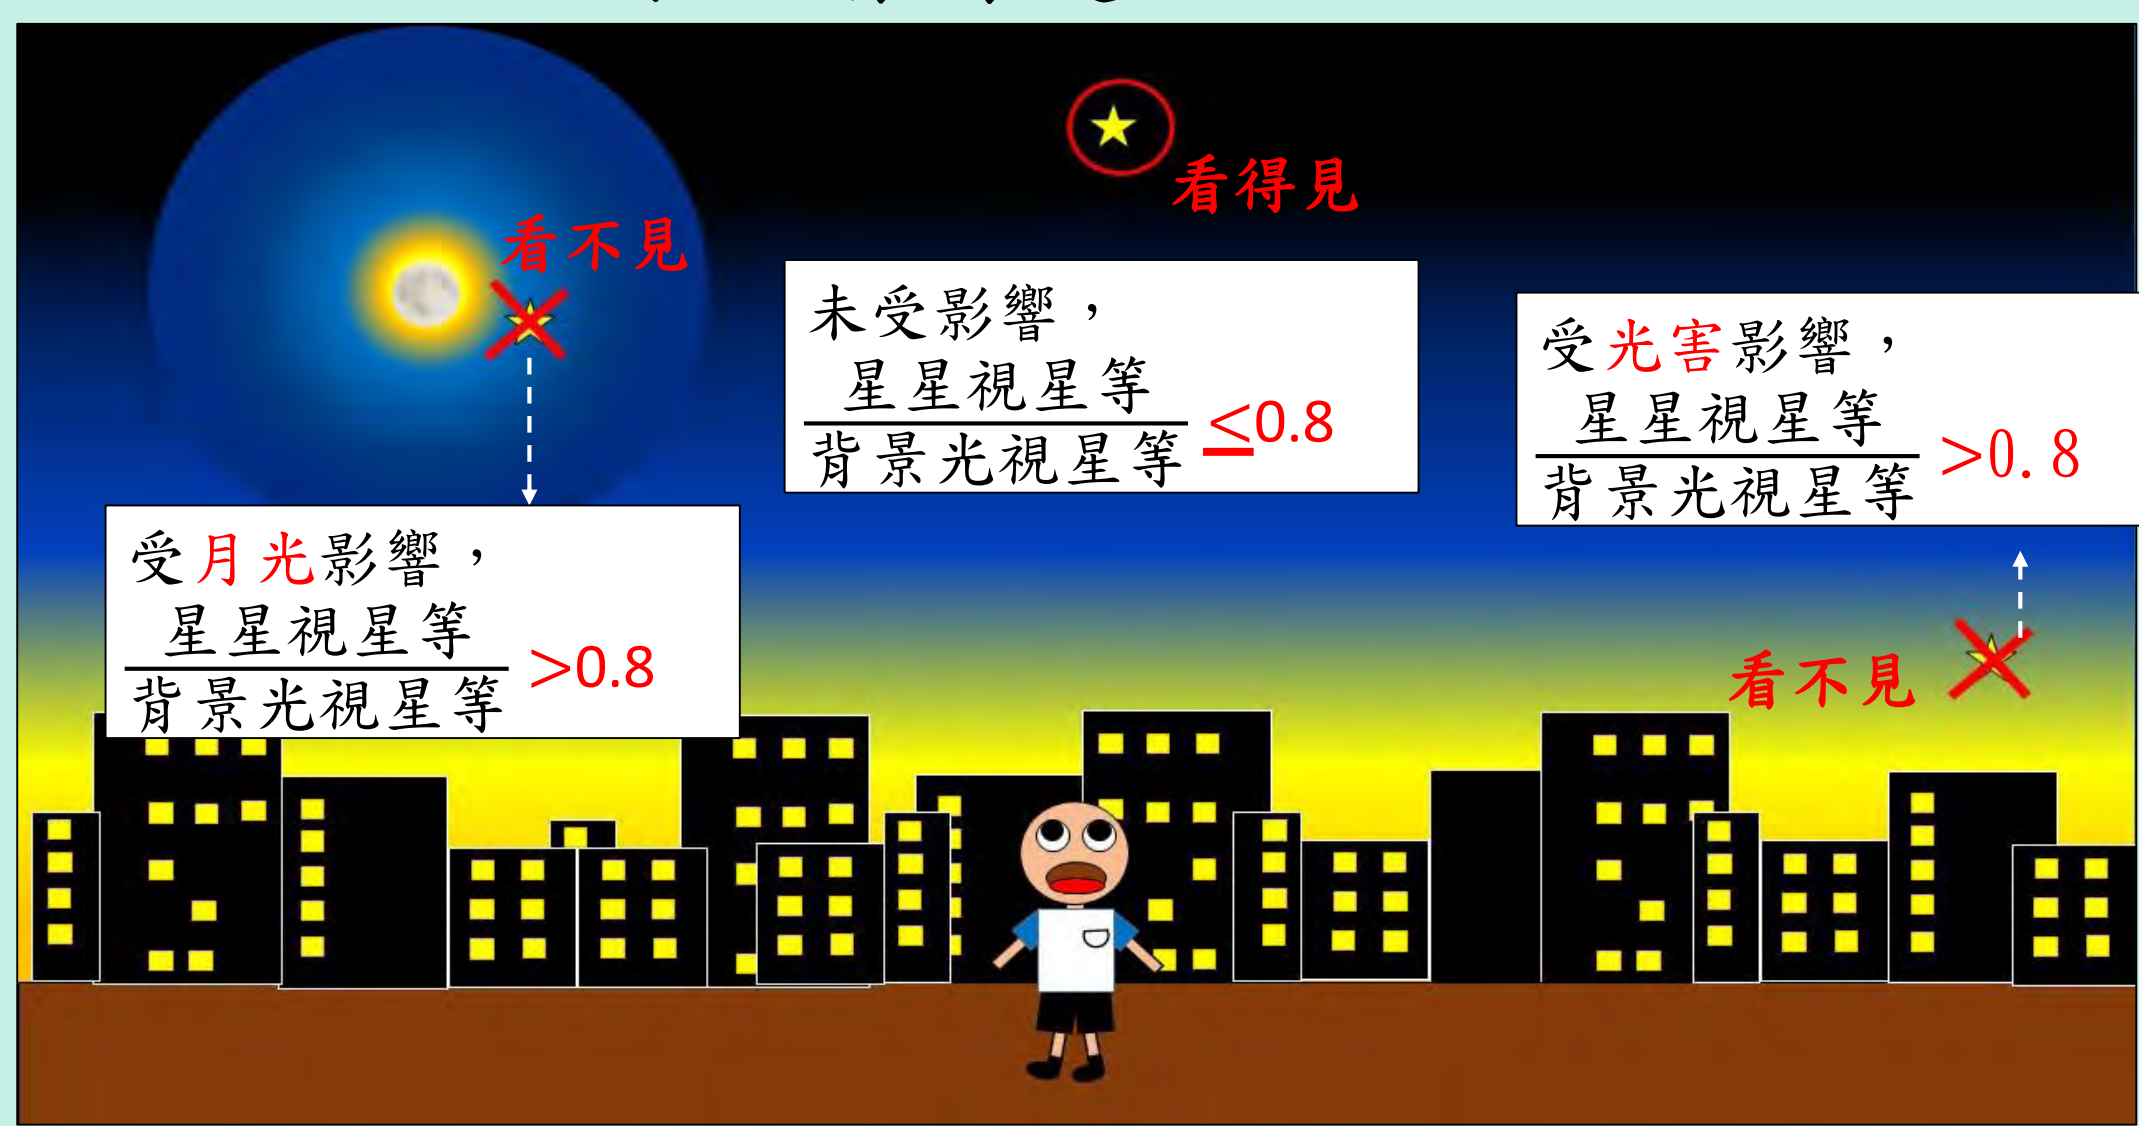 看得見
看不見
未受影響，
星星視星等
背景光視星等
≤0.8
受光害影響，
星星視星等
背景光視星等
>0.8
受月光影響，
星星視星等
背景光視星等
>0.8
看不見